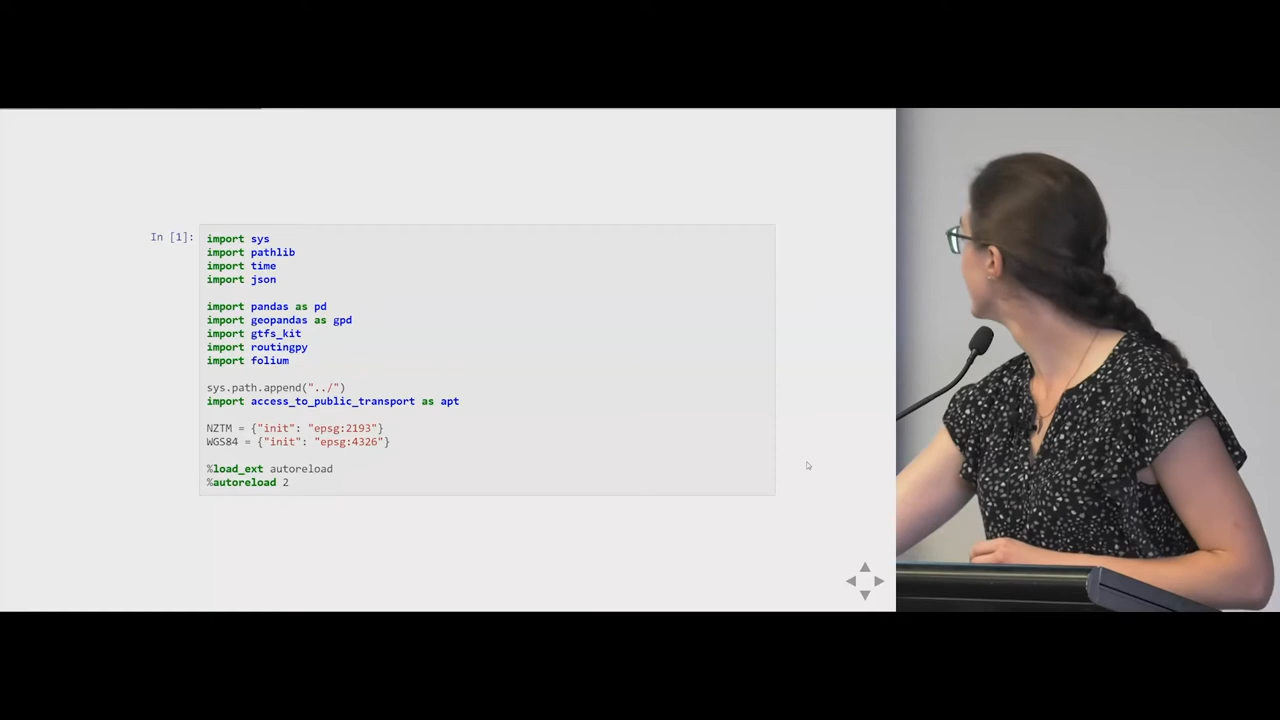 In [1]:
import sys
import pathlib
import time
import json
import pandas as pd
import geopandas as gpd
import gtfs_kit
import routingpy
import folium
sys.path.append("../")
import access_to_public_transport as apt
NZTM = {"init": "epsg:2193"}
WGS84 = {"init": "epsg:4326"}
%load_ext autoreload
%autoreload 2